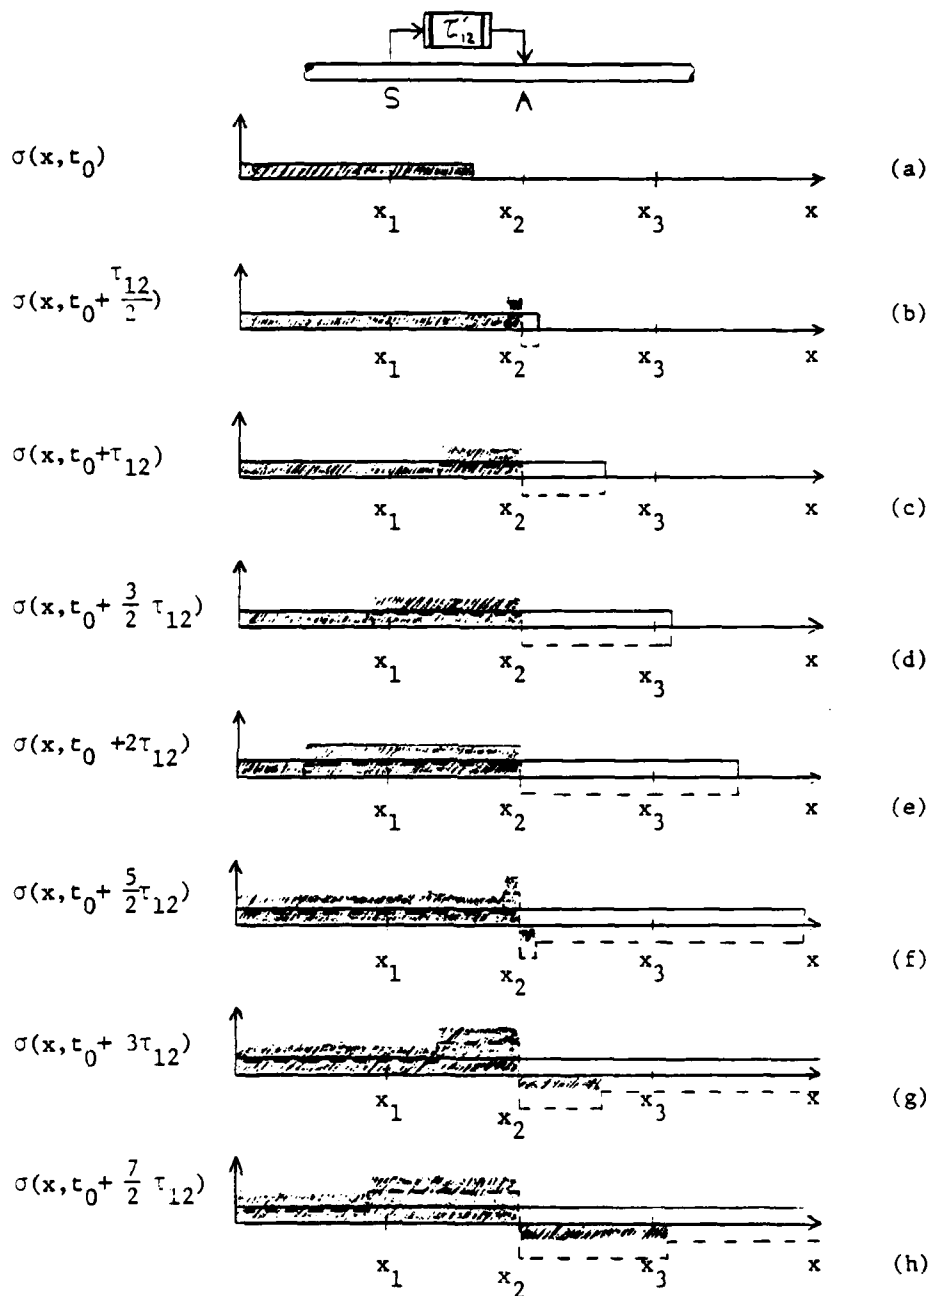 τ'12
S A
σ(x,t0) (a)
x1 x2 x3 x
σ(x,t0+ τ12/2) (b)
x1 x2 x3 x
σ(x,t0+τ12)
x1 x2 x3 x (c)
σ(x,t0+ 3/2 τ12)
x1 x2 x3 x (d)
σ(x,t0 +2τ12)
x1 x2 x3 x (e)
σ(x,t0+ 5/2 τ12)
x1 x2 x3 x (f)
σ(x,t0+ 3τ12)
x1 x2 x3 x (g)
σ(x,t0+ 7/2 τ12)
x1 x2 x3 x (h)